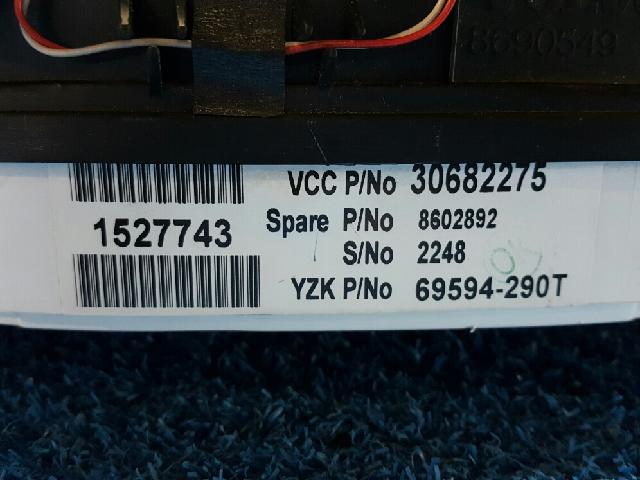 8690549
VCC P/No 30682275
1527743
Spare P/No 8602892
S/No 2248
YZK P/No 69594-290T